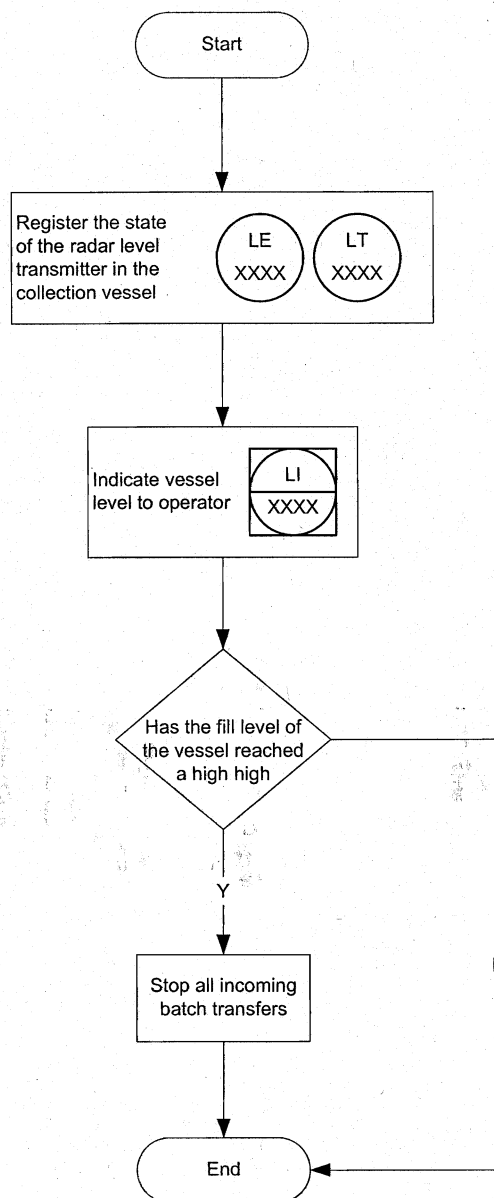 Start
Register the state
of the radar level
transmitter in the
collection vessel
LE
XXXX
LT
XXXX
Indicate vessel
level to operator
LI
XXXX
Has the fill level of
the vessel reached
a high high
Y
Stop all incoming
batch transfers
End